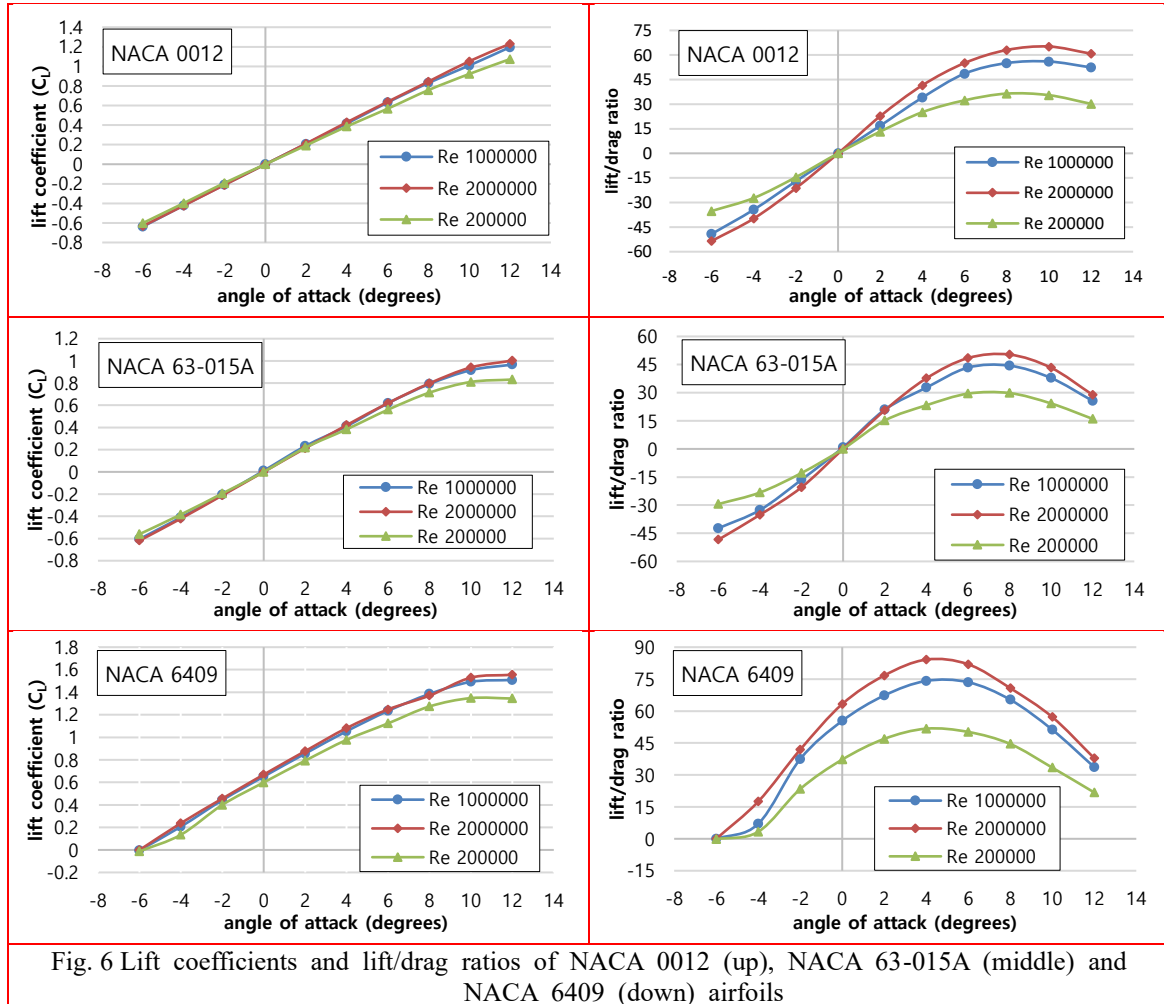 NACA 0012
lift coefficient (CL)
1.4
1.2
1
0.8
0.6
0.4
0.2
0
-0.2
-0.4
-0.6
-0.8
Re 1000000
Re 2000000
Re 200000
-8 -6 -4 -2 0 2 4 6 8 10 12 14
angle of attack (degrees)
NACA 0012
lift/drag ratio
75
60
45
30
15
0
-15
-30
-45
-60
Re 1000000
Re 2000000
Re 200000
-8 -6 -4 -2 0 2 4 6 8 10 12 14
angle of attack (degrees)
NACA 63-015A
lift coefficient (CL)
1.2
1
0.8
0.6
0.4
0.2
0
-0.2
-0.4
-0.6
-0.8
Re 1000000
Re 2000000
Re 200000
-8 -6 -4 -2 0 2 4 6 8 10 12 14
angle of attack (degrees)
NACA 63-015A
lift/drag ratio
60
45
30
15
0
-15
-30
-45
-60
Re 1000000
Re 2000000
Re 200000
-8 -6 -4 -2 0 2 4 6 8 10 12 14
angle of attack (degrees)
NACA 6409
lift coefficient (CL)
1.8
1.6
1.4
1.2
1
0.8
0.6
0.4
0.2
0
-0.2
Re 1000000
Re 2000000
Re 200000
-8 -6 -4 -2 0 2 4 6 8 10 12 14
angle of attack (degrees)
NACA 6409
lift/drag ratio
90
75
60
45
30
15
0
-15
Re 1000000
Re 2000000
Re 200000
-8 -6 -4 -2 0 2 4 6 8 10 12 14
angle of attack (degrees)
Fig. 6 Lift coefficients and lift/drag ratios of NACA 0012 (up), NACA 63-015A (middle) and
NACA 6409 (down) airfoils